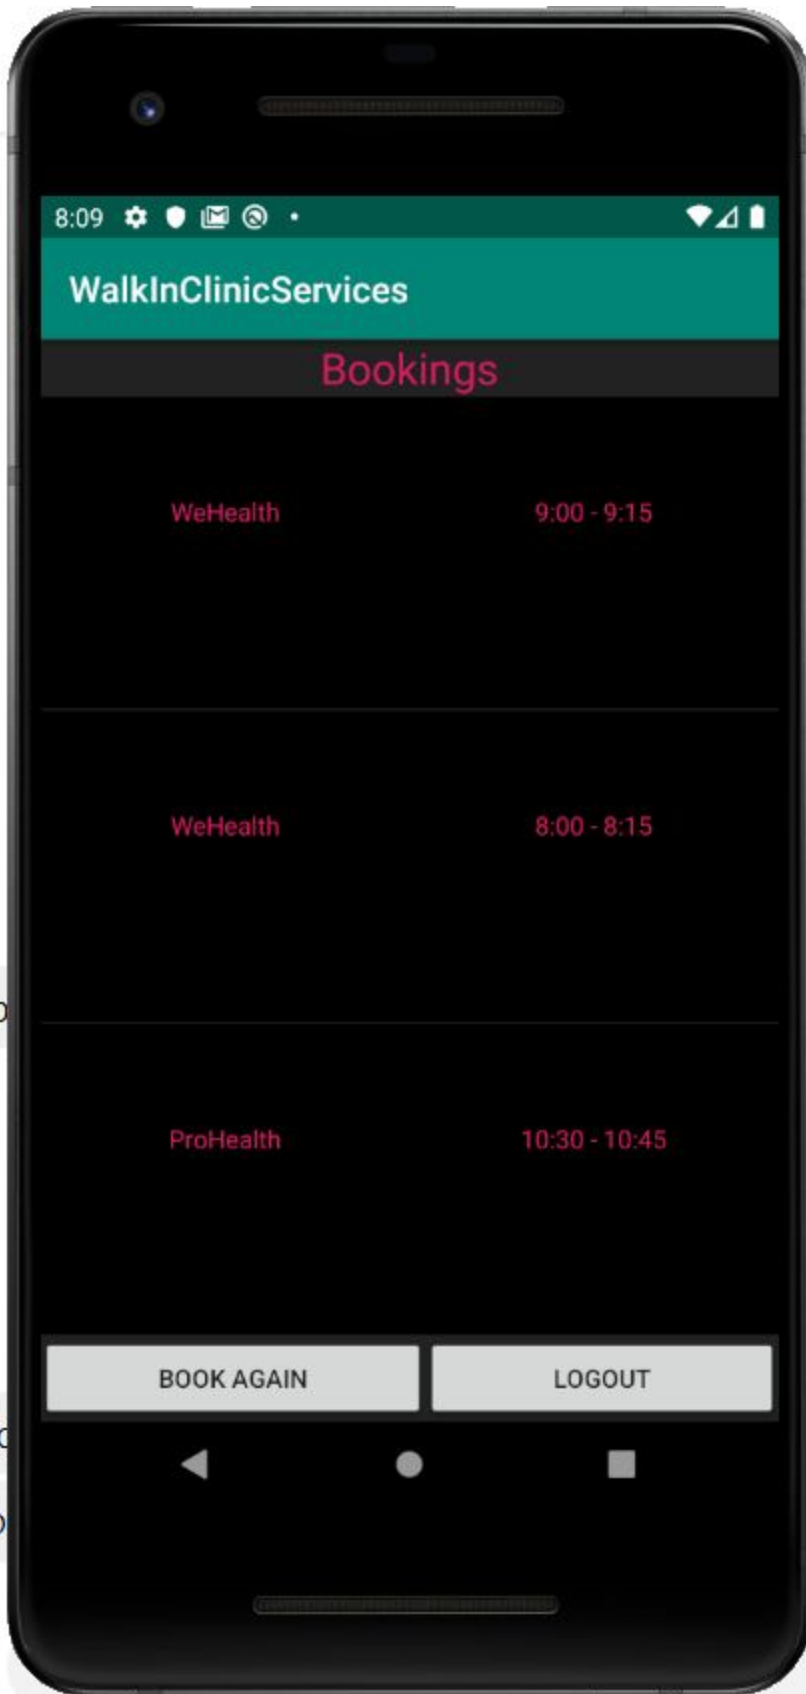 8:09
WalkInClinicServices
Bookings
WeHealth 9:00 - 9:15
WeHealth 8:00 - 8:15
ProHealth 10:30 - 10:45
BOOK AGAIN LOGOUT